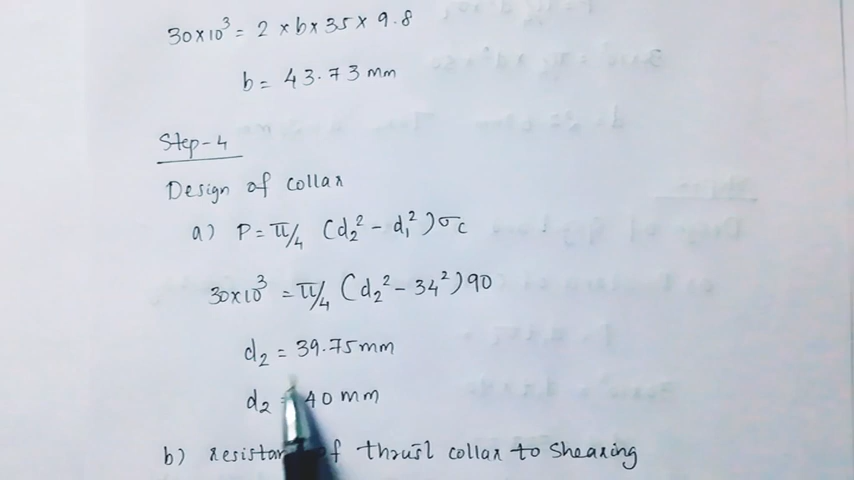 30×10³ = 2 × b × 35 × 9.8
b = 43.73 mm
Step-4
Design of collar
a) P = π/4 (d₂² - d₁²) σc
30×10³ = π/4 (d₂² - 34²) 90
d₂ = 39.75 mm
d₂ = 40 mm
b) of thrust collar to shearing